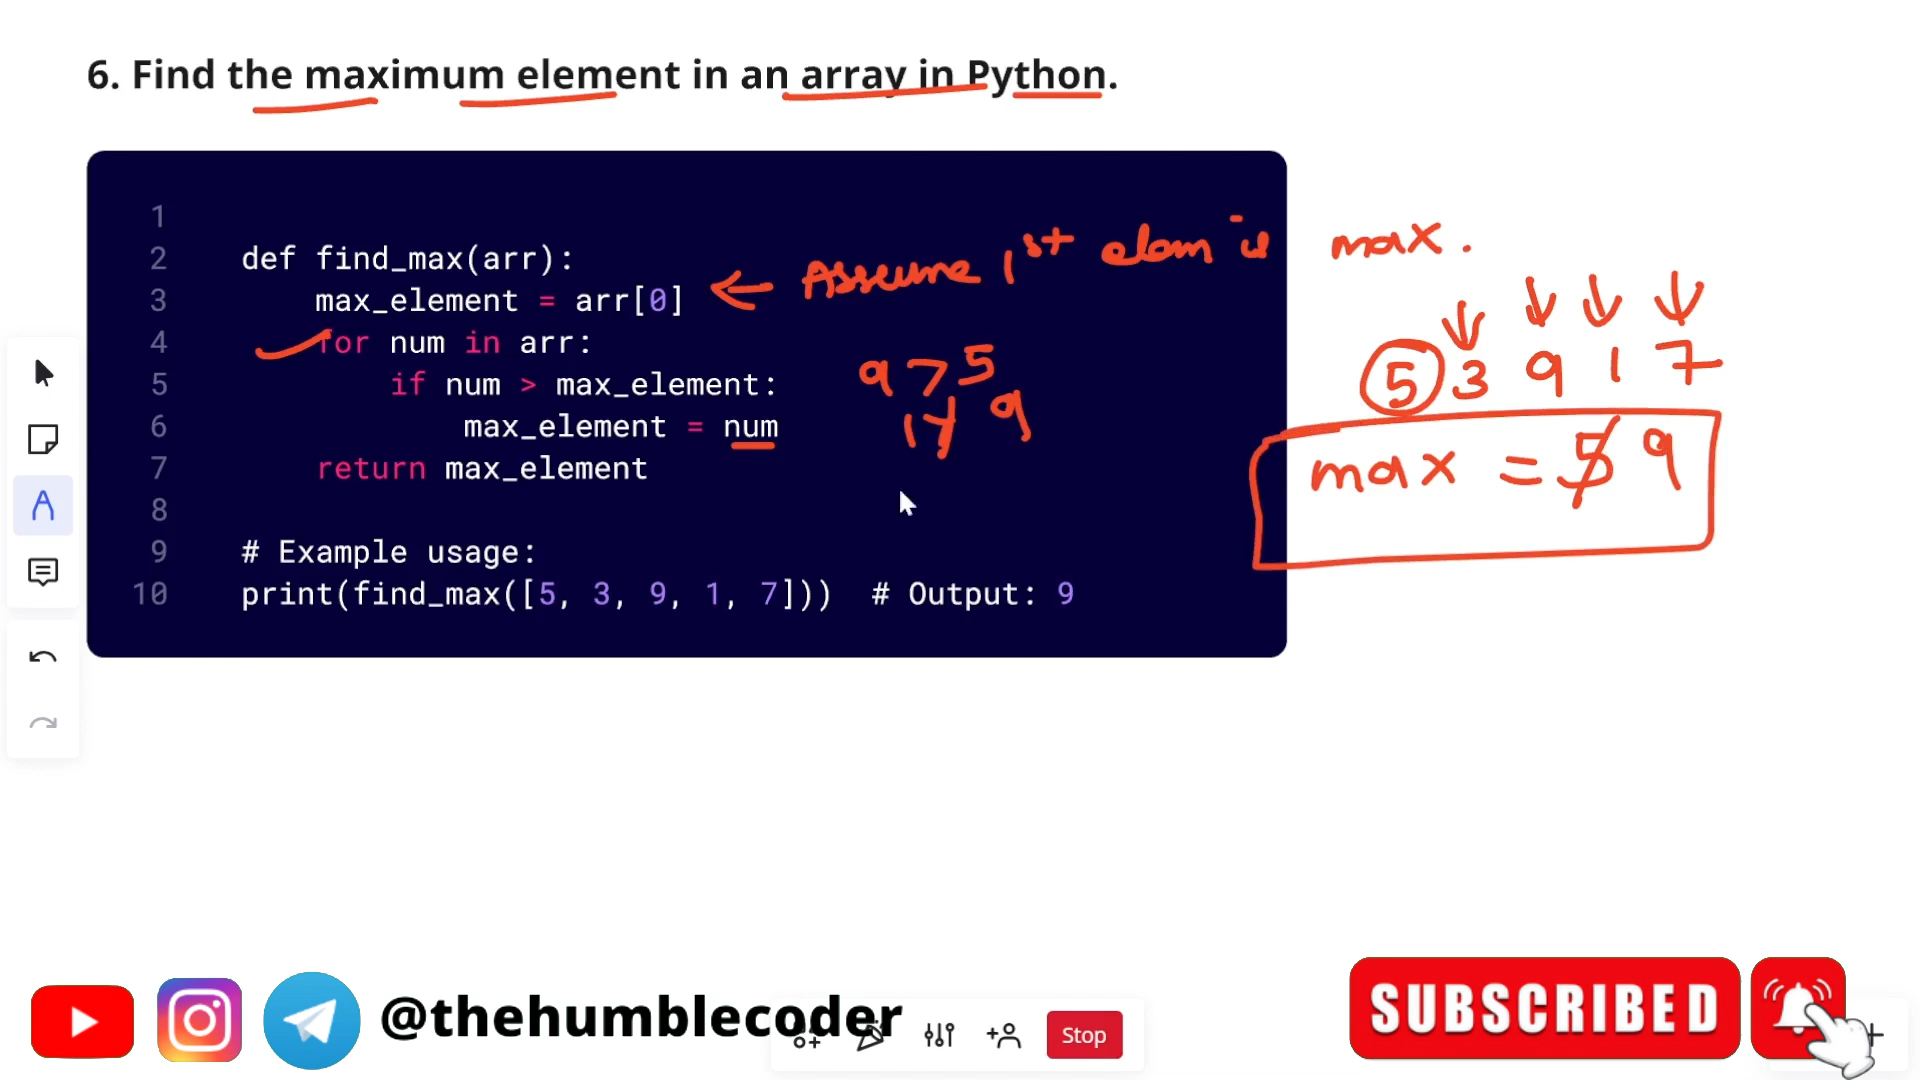 6. Find the maximum element in an array in Python.
1
2 def find_max(arr):
3 max_element = arr[0]
4 for num in arr:
5 if num > max_element:
6 max_element = num
7 return max_element
8
9 # Example usage:
10 print(find_max([5, 3, 9, 1, 7])) # Output: 9
Assume 1st elem is max.
9 7 5
9
5 3 9 1 7
max = 5 9
@thehumblecoder
Stop
SUBSCRIBED